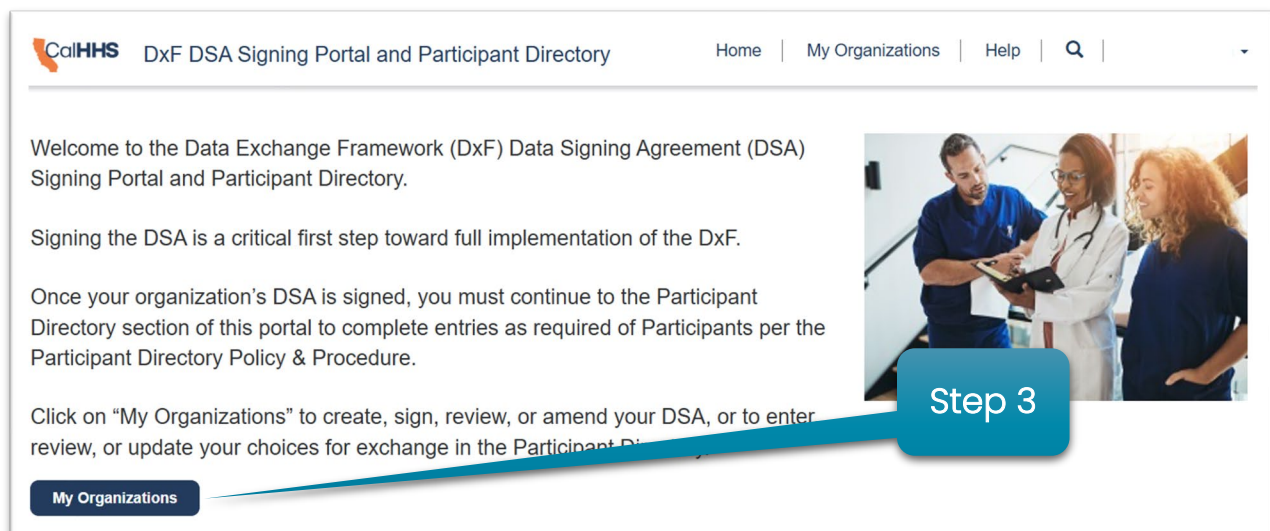 CalHHS DxF DSA Signing Portal and Participant Directory Home | My Organizations | Help |
Welcome to the Data Exchange Framework (DxF) Data Signing Agreement (DSA)
Signing Portal and Participant Directory.
Signing the DSA is a critical first step toward full implementation of the DxF.
Once your organization's DSA is signed, you must continue to the Participant
Directory section of this portal to complete entries as required of Participants per the
Participant Directory Policy & Procedure.
Click on “My Organizations” to create, sign, review, or amend your DSA, or to enter
review, or update your choices for exchange in the Participant
Step 3
My Organizations